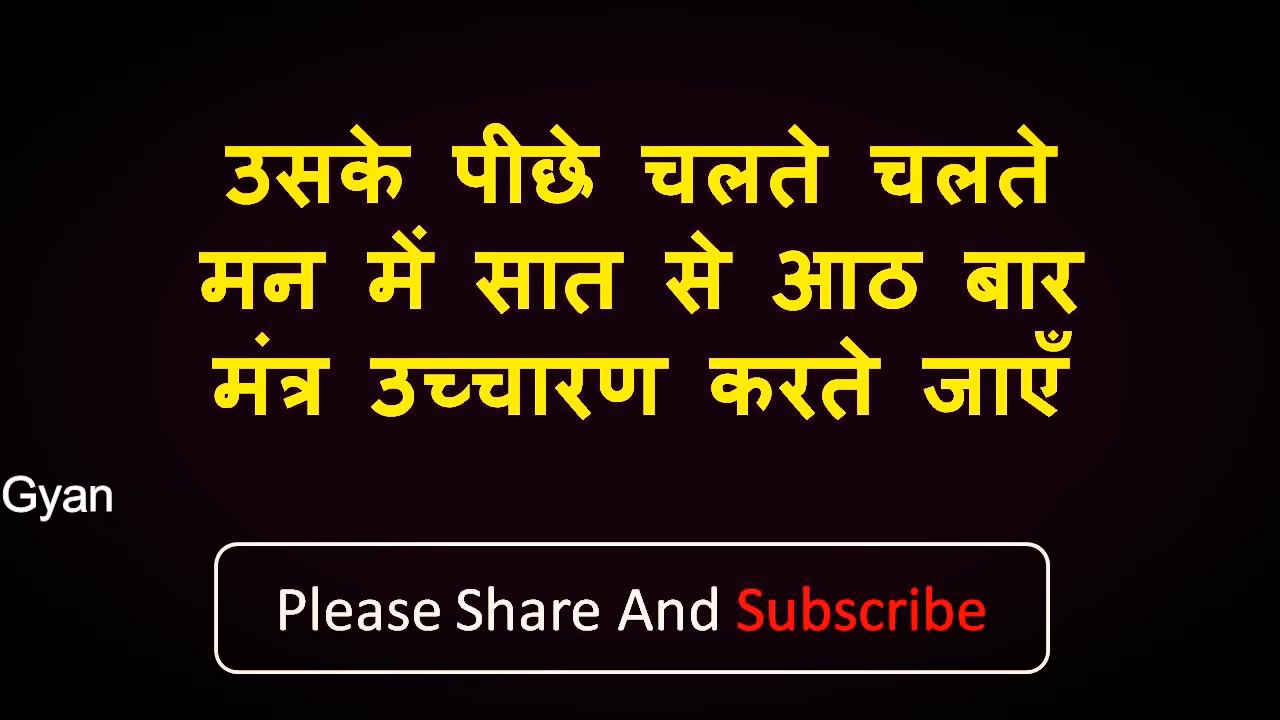 उसके पीछे चलते चलते
मन में सात से आठ बार
मंत्र उच्चारण करते जाएँ
Gyan
Please Share And Subscribe